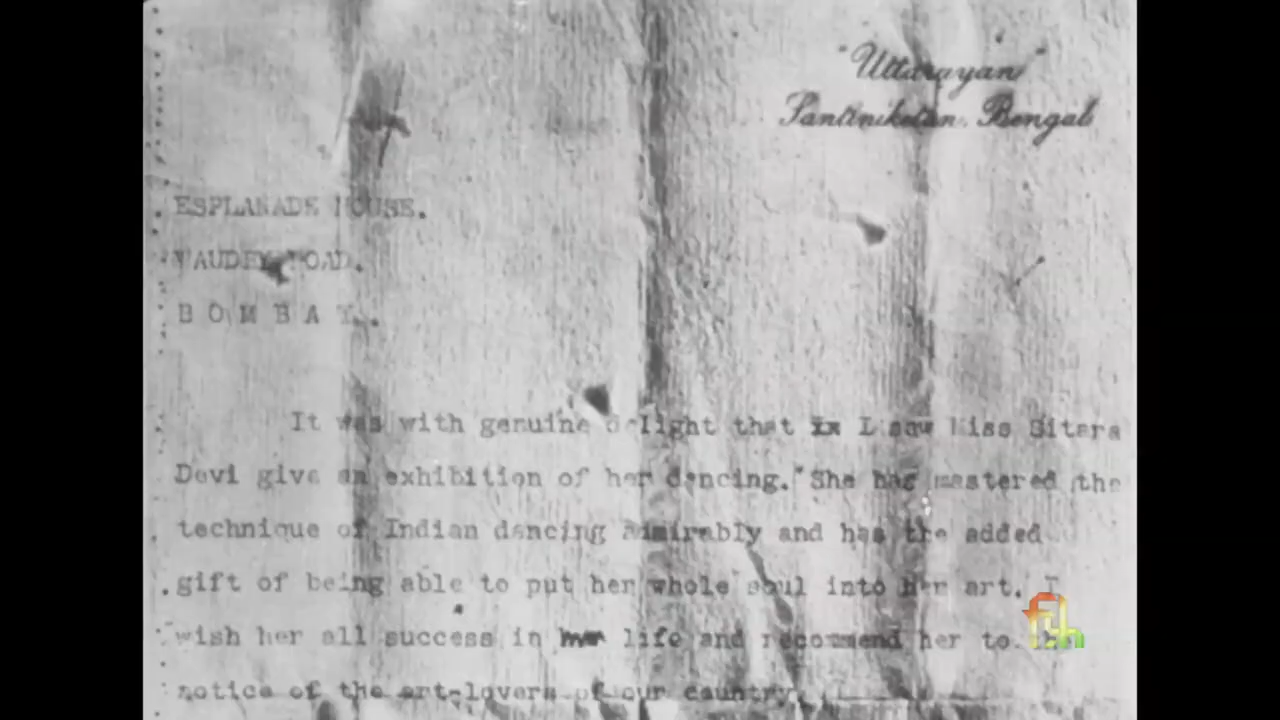 "Uttarayan"
Santiniketan, Bengal
ESPLANADE HOUSE.
WAUDBY ROAD.
B O M B A Y.
It was with genuine delight that I saw Miss Sitara
Devi give an exhibition of her dancing. She has mastered the
technique of Indian dancing admirably and has the added
gift of being able to put her whole soul into her art. I
wish her all success in life and recommend her to the
notice of the art-lovers of our country.